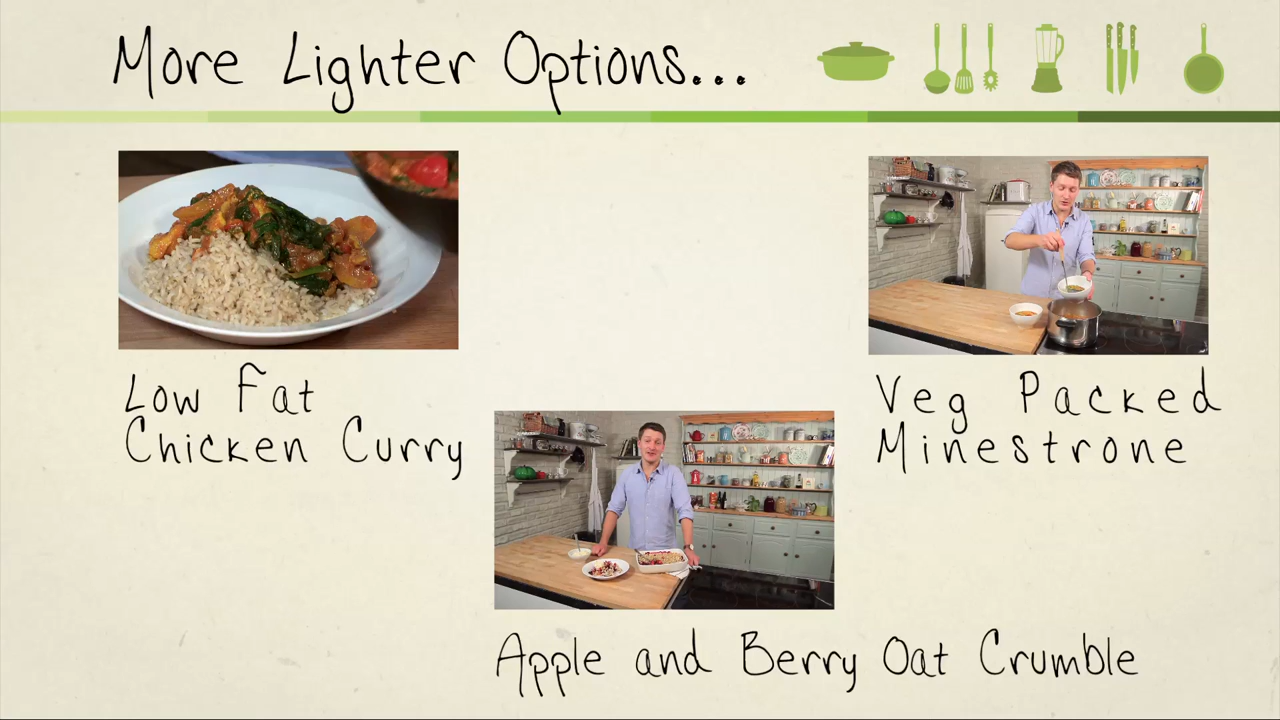 More Lighter Options...
Low Fat
Chicken Curry
Veg Packed
Minestrone
Apple and Berry Oat Crumble